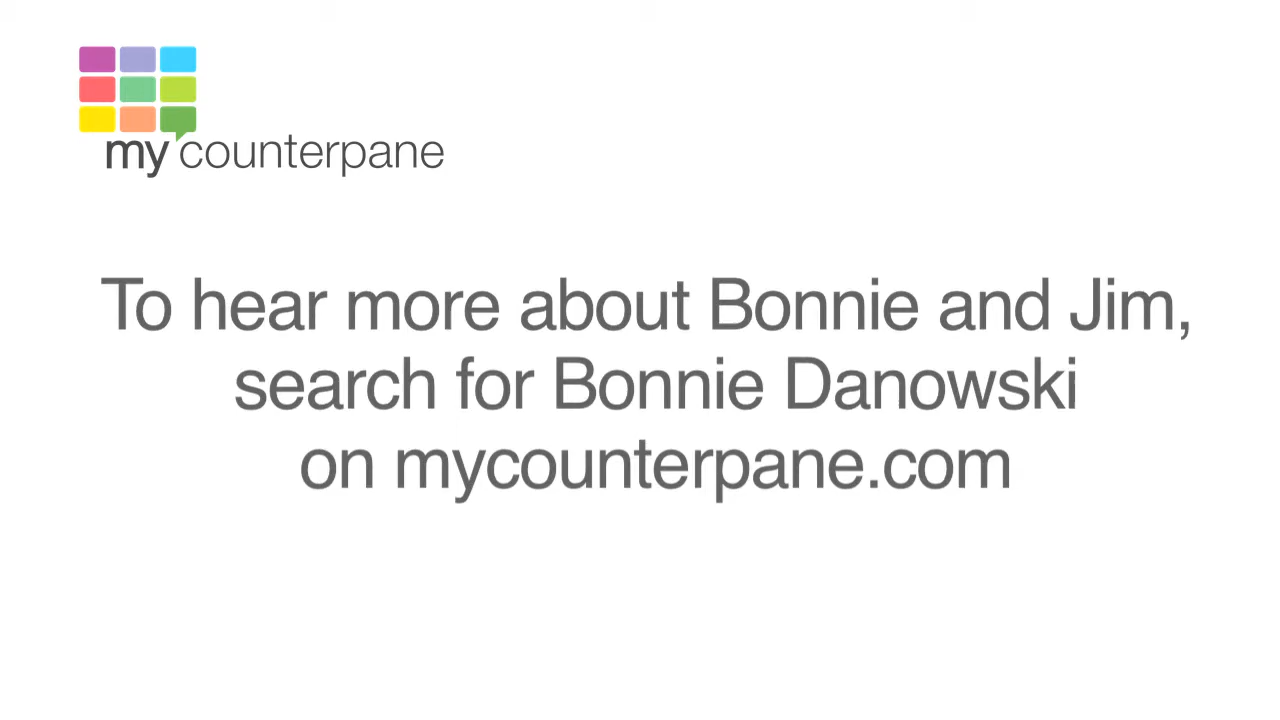 my counterpane
To hear more about Bonnie and Jim,
search for Bonnie Danowski
on mycounterpane.com